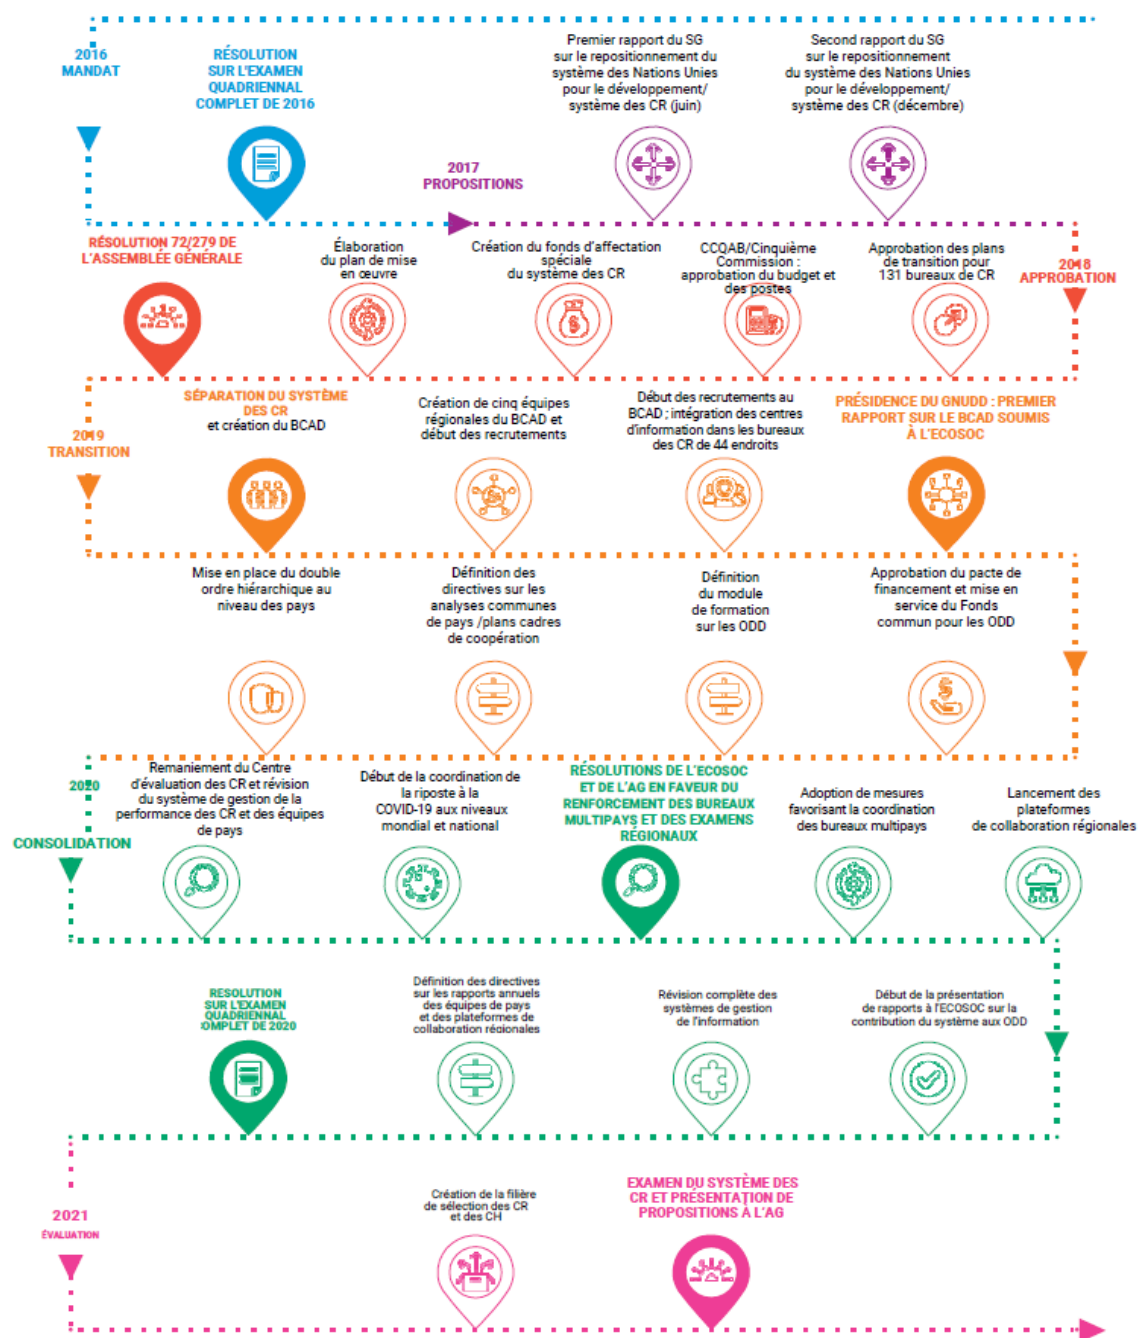 2016
MANDAT
RÉSOLUTION
SUR L'EXAMEN
QUADRIENNAL
COMPLET DE 2016
2017
PROPOSITIONS
Premier rapport du SG
sur le repositionnement du
système des Nations Unies
pour le développement/
système des CR (juin)
Second rapport du SG
sur le repositionnement
du système des Nations Unies
pour le développement/
système des CR (décembre)
RÉSOLUTION 72/279 DE
L'ASSEMBLÉE GÉNÉRALE
Élaboration
du plan de mise
en œuvre
Création du fonds d'affectation
spéciale
du système des CR
CCQAB/Cinquième
Commission :
approbation du budget et
des postes
Approbation des plans
de transition pour
131 bureaux de CR
2018
APPROBATION
2019
TRANSITION
SÉPARATION DU SYSTÈME
DES CR
et création du BCAD
Création de cinq équipes
régionales du BCAD et
début des recrutements
Début des recrutements au
BCAD ; intégration des centres
d'information dans les bureaux
des CR de 44 endroits
PRÉSIDENCE DU GNUDD : PREMIER
RAPPORT SUR LE BCAD SOUMIS
À L'ECOSOC
Mise en place du double
ordre hiérarchique au
niveau des pays
Définition des
directives sur les
analyses communes
de pays /plans cadres
de coopération
Définition
du module
de formation
sur les ODD
Approbation du pacte de
financement et mise en
service du Fonds
commun pour les ODD
2020
CONSOLIDATION
Remaniement du Centre
d'évaluation des CR et révision
du système de gestion de la
performance des CR et des équipes
de pays
Début de la coordination de
la riposte à la
COVID-19 aux niveaux
mondial et national
RÉSOLUTIONS DE L'ECOSOC
ET DE L'AG EN FAVEUR DU
RENFORCEMENT DES BUREAUX
MULTIPAYS ET DES EXAMENS
RÉGIONAUX
Adoption de mesures
favorisant la coordination
des bureaux multipays
Lancement des
plateformes
de collaboration régionales
RESOLUTION
SUR L'EXAMEN
QUADRIENNAL
COMPLET DE 2020
Définition des directives
sur les rapports annuels
des équipes de pays
et des plateformes de
collaboration régionales
Révision complète des
systèmes de gestion
de l'information
Début de la présentation
de rapports à l'ECOSOC sur la
contribution du système aux ODD
2021
ÉVALUATION
Création de la filière
de sélection des CR
et des CH
EXAMEN DU SYSTÈME DES
CR ET PRÉSENTATION DE
PROPOSITIONS À L'AG